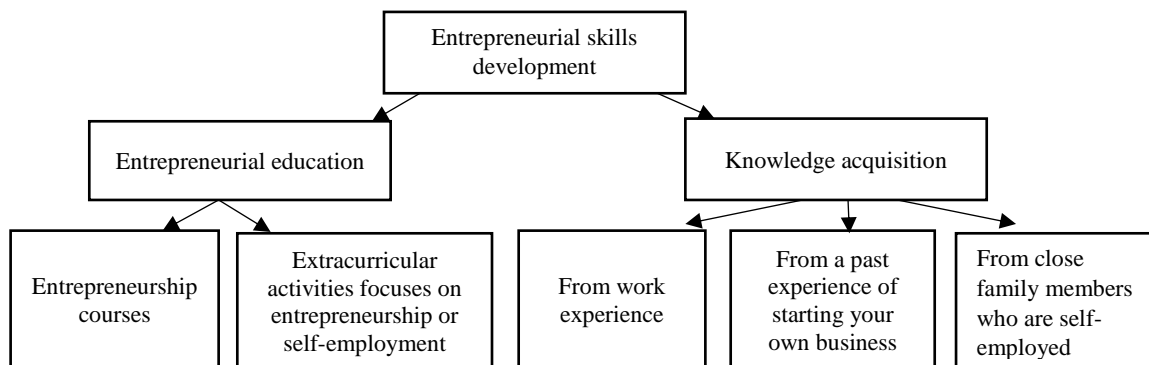 Entrepreneurial skills
development
Entrepreneurial education
Knowledge acquisition
Entrepreneurship
courses
Extracurricular
activities focuses on
entrepreneurship or
self-employment
From work
experience
From a past
experience of
starting your
own business
From close
family members
who are self-
employed